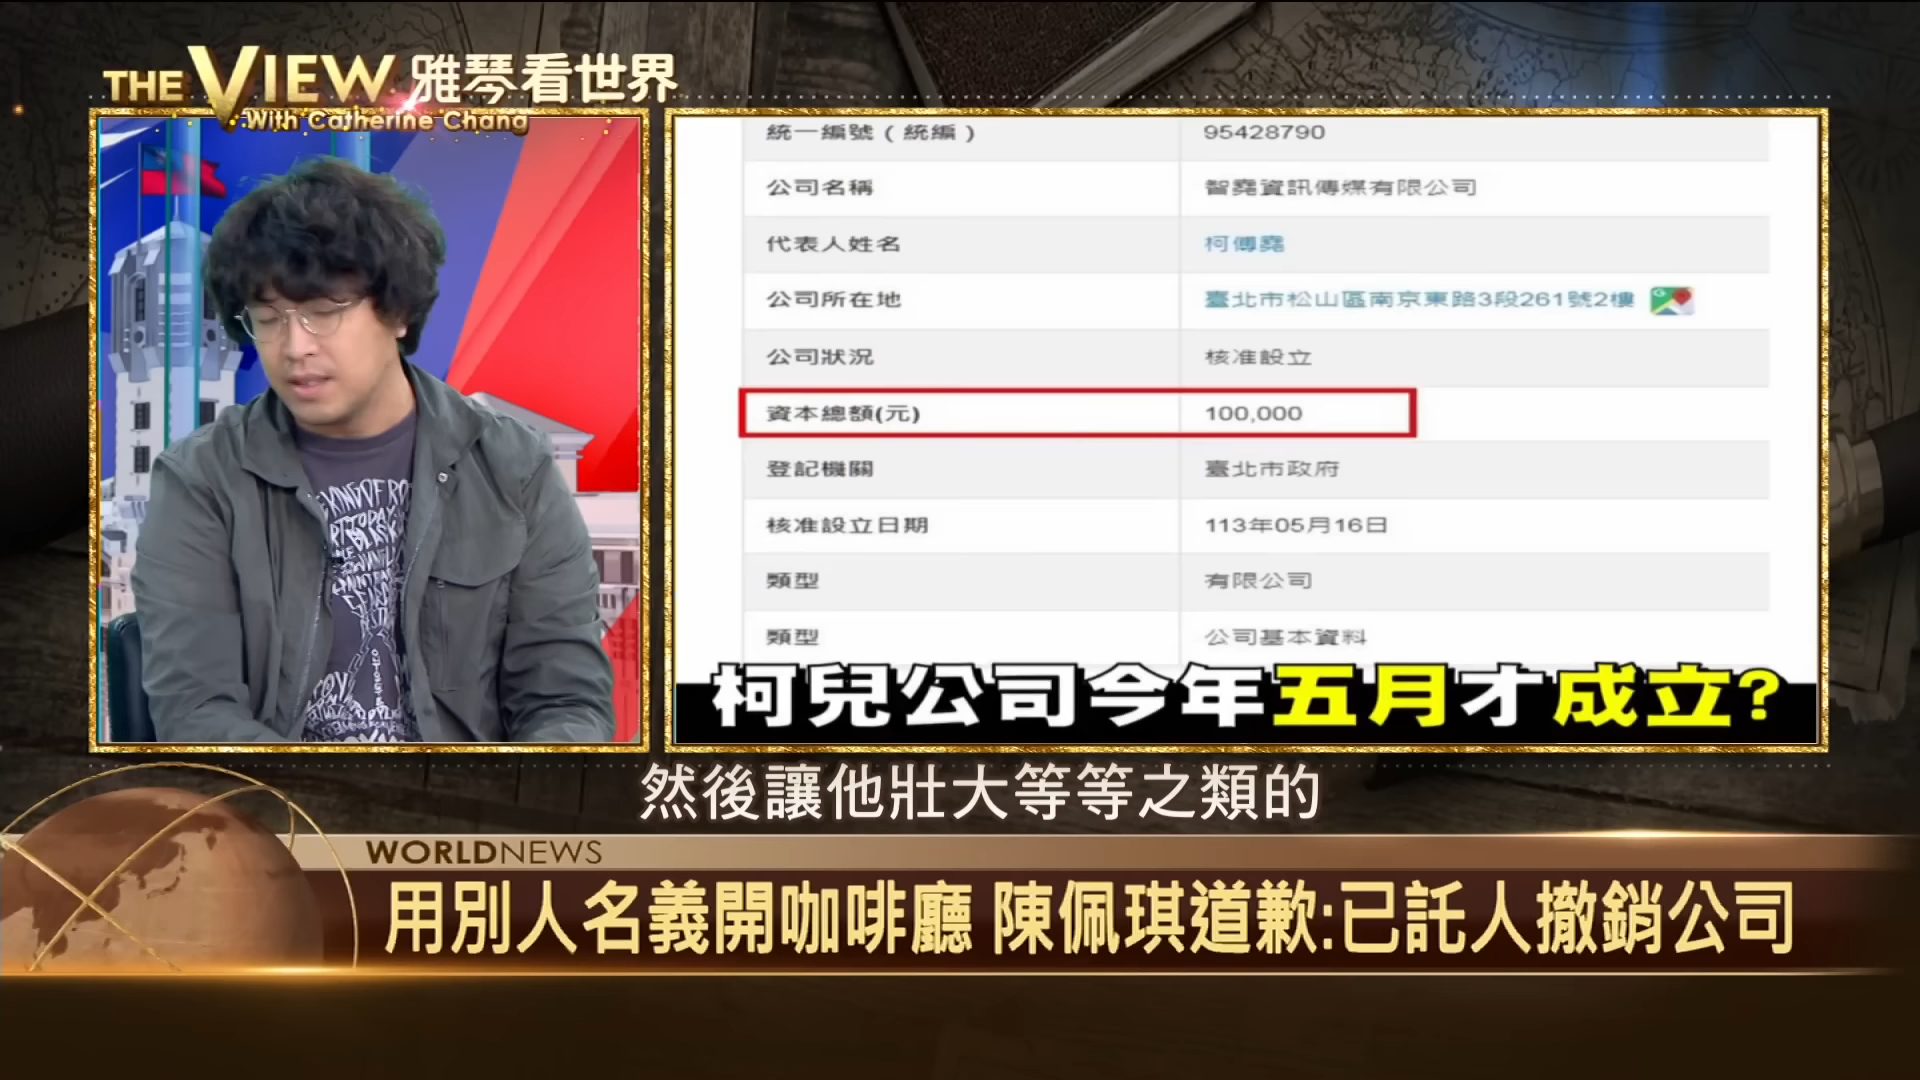 THE VIEW 雅琴看世界
With Catherine Chang
統一編號（統編） 95428790
公司名稱 智堯資訊傳媒有限公司
代表人姓名 柯傅堯
公司所在地 臺北市松山區南京東路3段261號2樓
公司狀況 核准設立
資本總額(元) 100,000
登記機關 臺北市政府
核准設立日期 113年05月16日
類型 有限公司
類型 公司基本資料
柯兒公司今年五月才成立?
然後讓他壯大等等之類的
WORLDNEWS
用別人名義開咖啡廳 陳佩琪道歉:已託人撤銷公司